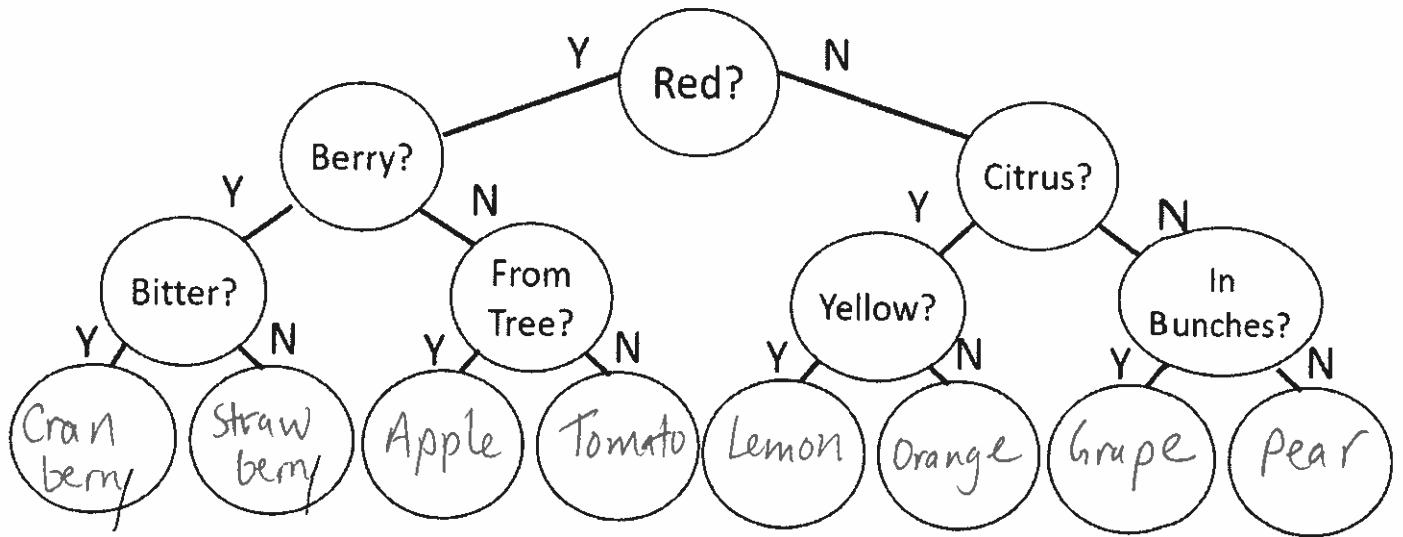 Y
Red?
N
Berry?
Citrus?
Y
N
Y
N
Bitter?
From
Tree?
Yellow?
In
Bunches?
Y
N
Y
N
Y
N
Y
N
Cran
berry
Straw
berry
Apple
Tomato
Lemon
Orange
Grape
Pear